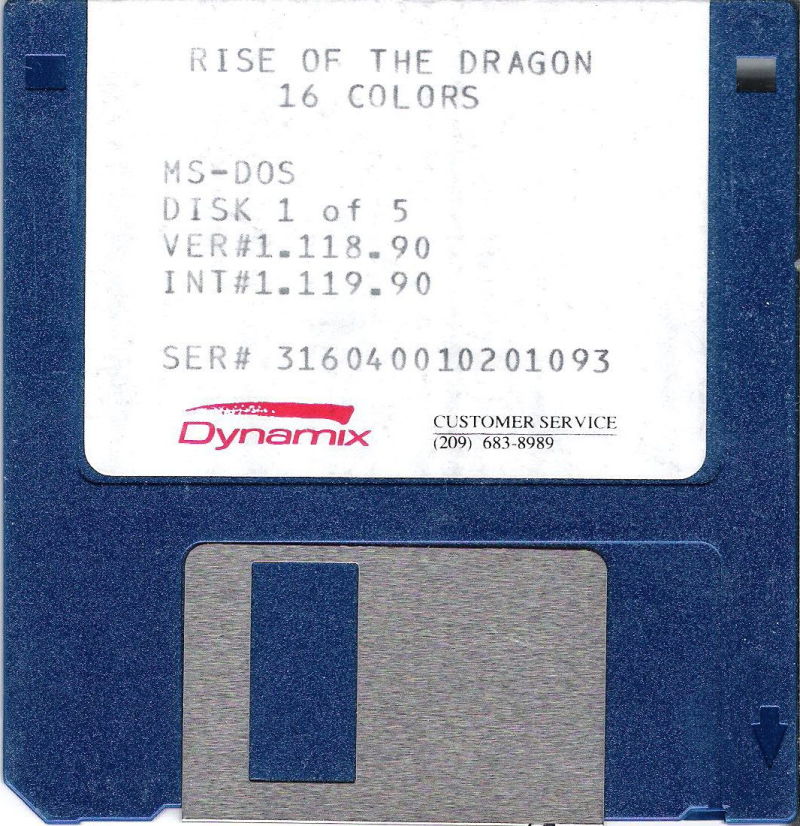 RISE OF THE DRAGON
16 COLORS
MS-DOS
DISK 1 of 5
VER#1.118.90
INT#1.119.90
SER# 316040010201093
Dynamix
CUSTOMER SERVICE
(209) 683-8989